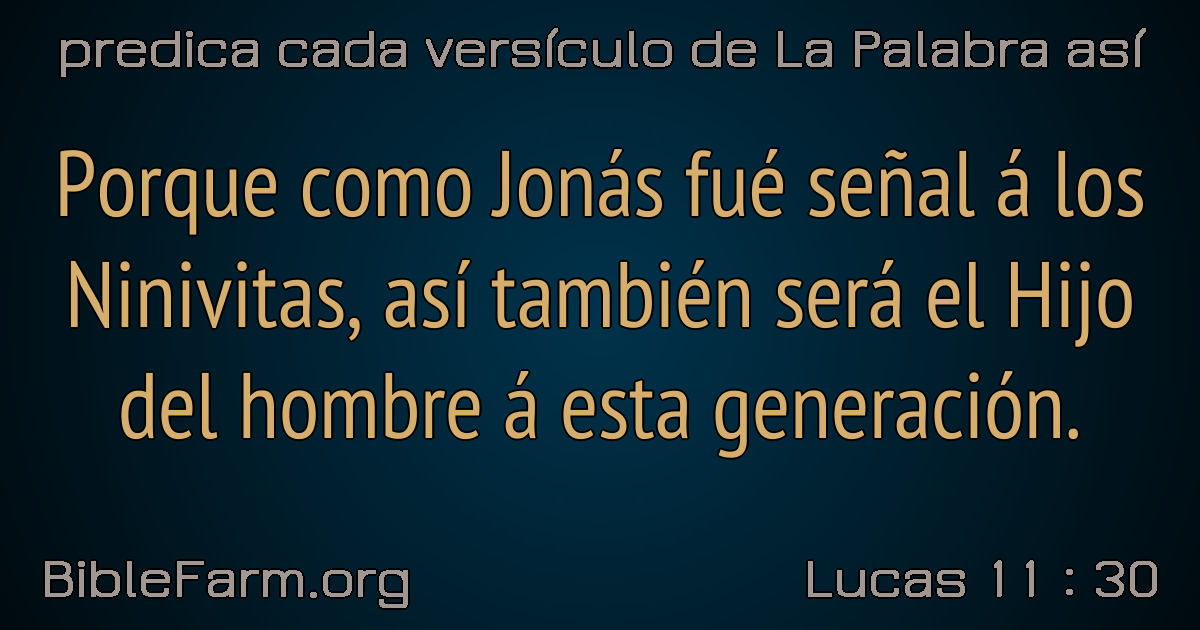 predica cada versículo de La Palabra así
Porque como Jonás fué señal á los
Ninivitas, así también será el Hijo
del hombre á esta generación.
BibleFarm.org
Lucas 11 : 30